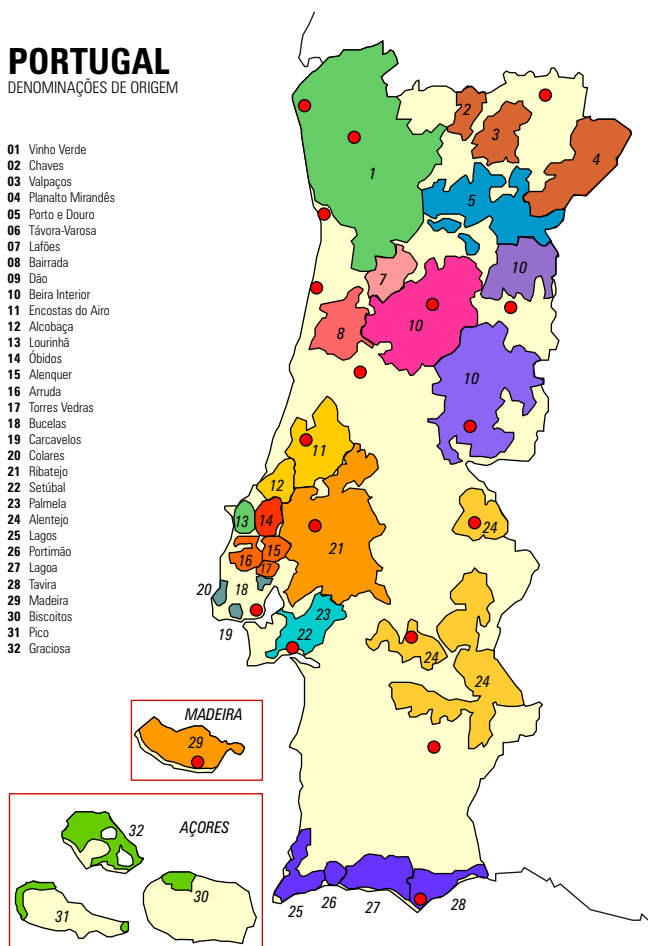 PORTUGAL
DENOMINAÇÕES DE ORIGEM
01 Vinho Verde
02 Chaves
03 Valpaços
04 Planalto Mirandês
05 Porto e Douro
06 Távora-Varosa
07 Lafões
08 Bairrada
09 Dão
10 Beira Interior
11 Encostas do Airo
12 Alcobaça
13 Lourinhã
14 Óbidos
15 Alenquer
16 Arruda
17 Torres Vedras
18 Bucelas
19 Carcavelos
20 Colares
21 Ribatejo
22 Setúbal
23 Palmela
24 Alentejo
25 Lagos
26 Portimão
27 Lagoa
28 Tavira
29 Madeira
30 Biscoitos
31 Pico
32 Graciosa
2
3
4
1
5
10
7
10
8
10
11
12
13
14
24
15
21
16
17
20
18
23
19
22
24
24
MADEIRA
29
AÇORES
32
30
31
25
26
27
28